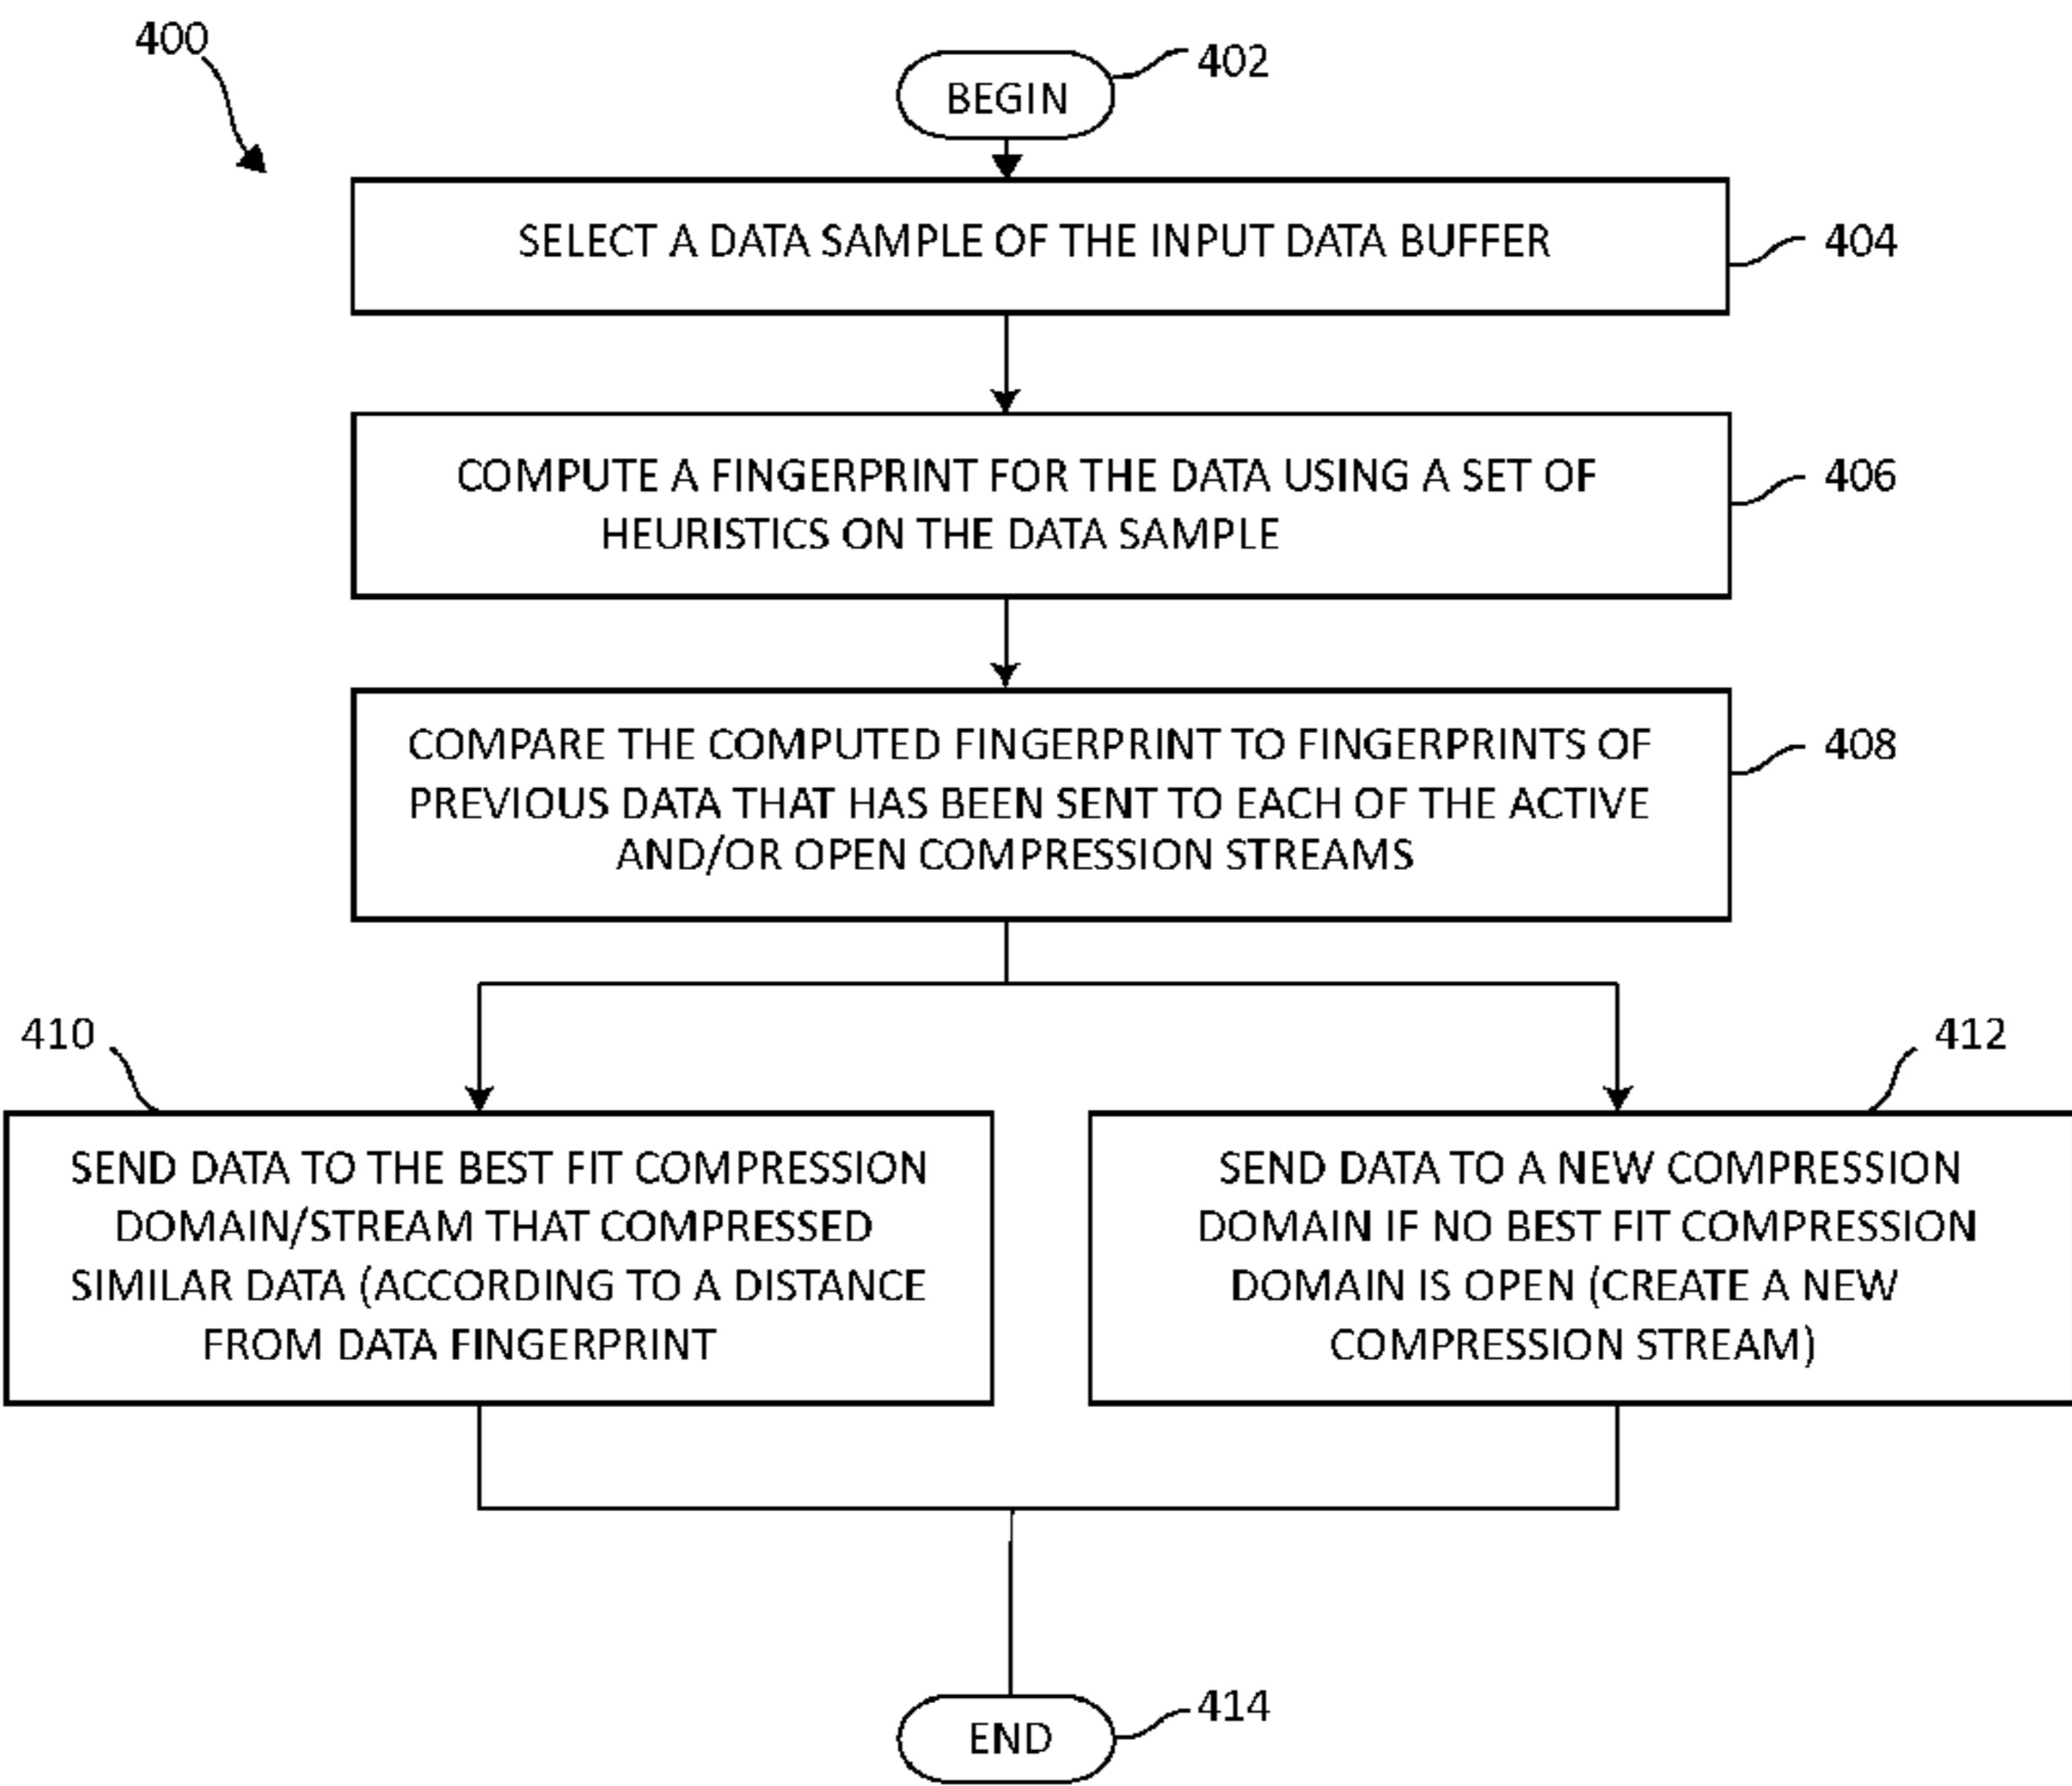 400
BEGIN
402
SELECT A DATA SAMPLE OF THE INPUT DATA BUFFER
404
COMPUTE A FINGERPRINT FOR THE DATA USING A SET OF
HEURISTICS ON THE DATA SAMPLE
406
COMPARE THE COMPUTED FINGERPRINT TO FINGERPRINTS OF
PREVIOUS DATA THAT HAS BEEN SENT TO EACH OF THE ACTIVE
AND/OR OPEN COMPRESSION STREAMS
408
410
SEND DATA TO THE BEST FIT COMPRESSION
DOMAIN/STREAM THAT COMPRESSED
SIMILAR DATA (ACCORDING TO A DISTANCE
FROM DATA FINGERPRINT
412
SEND DATA TO A NEW COMPRESSION
DOMAIN IF NO BEST FIT COMPRESSION
DOMAIN IS OPEN (CREATE A NEW
COMPRESSION STREAM)
END
414